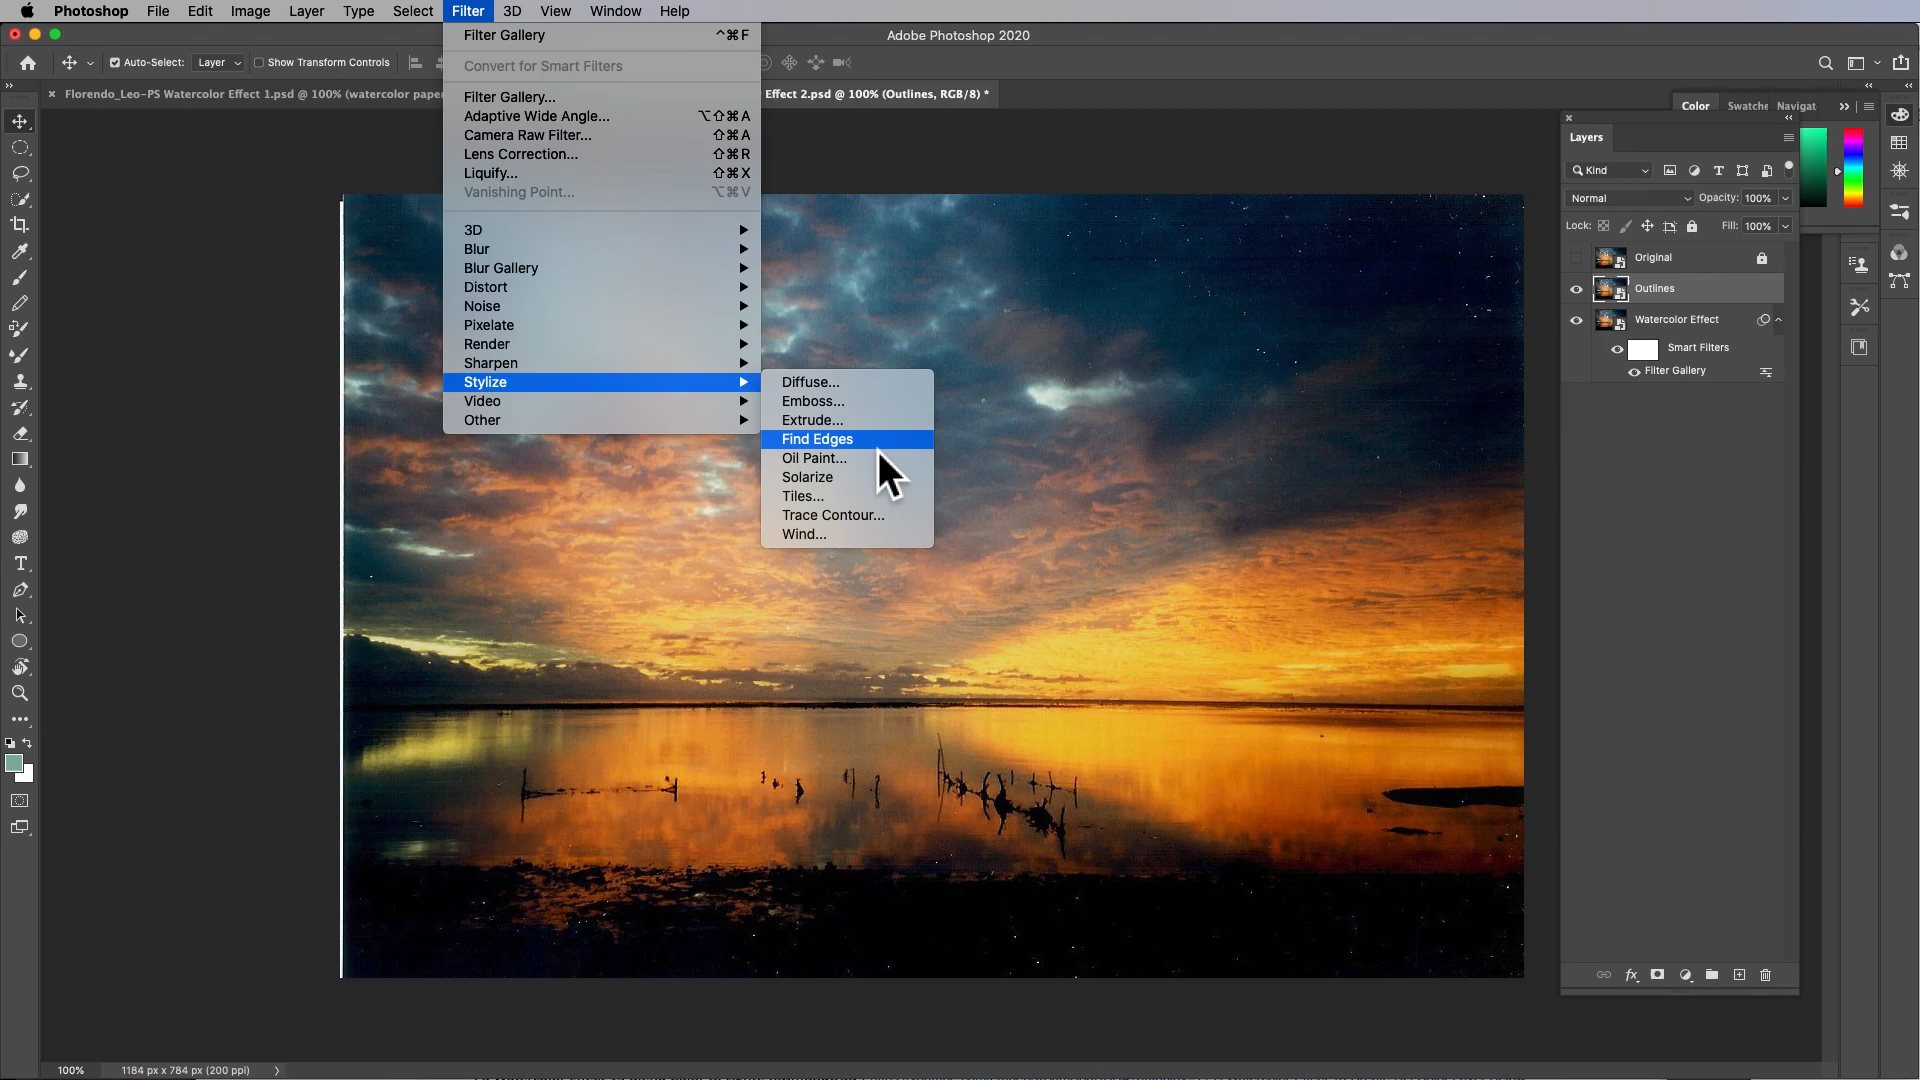 Photoshop File Edit Image Layer Type Select Filter 3D View Window Help
Adobe Photoshop 2020
Auto-Select: Layer Show Transform Controls
Florendo_Leo-PS Watercolor Effect 1.psd @ 100% (watercolor pape
Effect 2.psd @ 100% (Outlines, RGB/8) *
Filter Gallery ^⌘F
Convert for Smart Filters
Filter Gallery...
Adaptive Wide Angle... ⌥⇧⌘A
Camera Raw Filter... ⇧⌘A
Lens Correction... ⇧⌘R
Liquify... ⇧⌘X
Vanishing Point... ⌥⌘V
3D
Blur
Blur Gallery
Distort
Noise
Pixelate
Render
Sharpen
Stylize
Video
Other
Diffuse...
Emboss...
Extrude...
Find Edges
Oil Paint...
Solarize
Tiles...
Trace Contour...
Wind...
Color Swatche Navigat
Layers
Kind
Normal Opacity: 100%
Lock: Fill: 100%
Original
Outlines
Watercolor Effect
Smart Filters
Filter Gallery
100% 1184 px x 784 px (200 ppi)